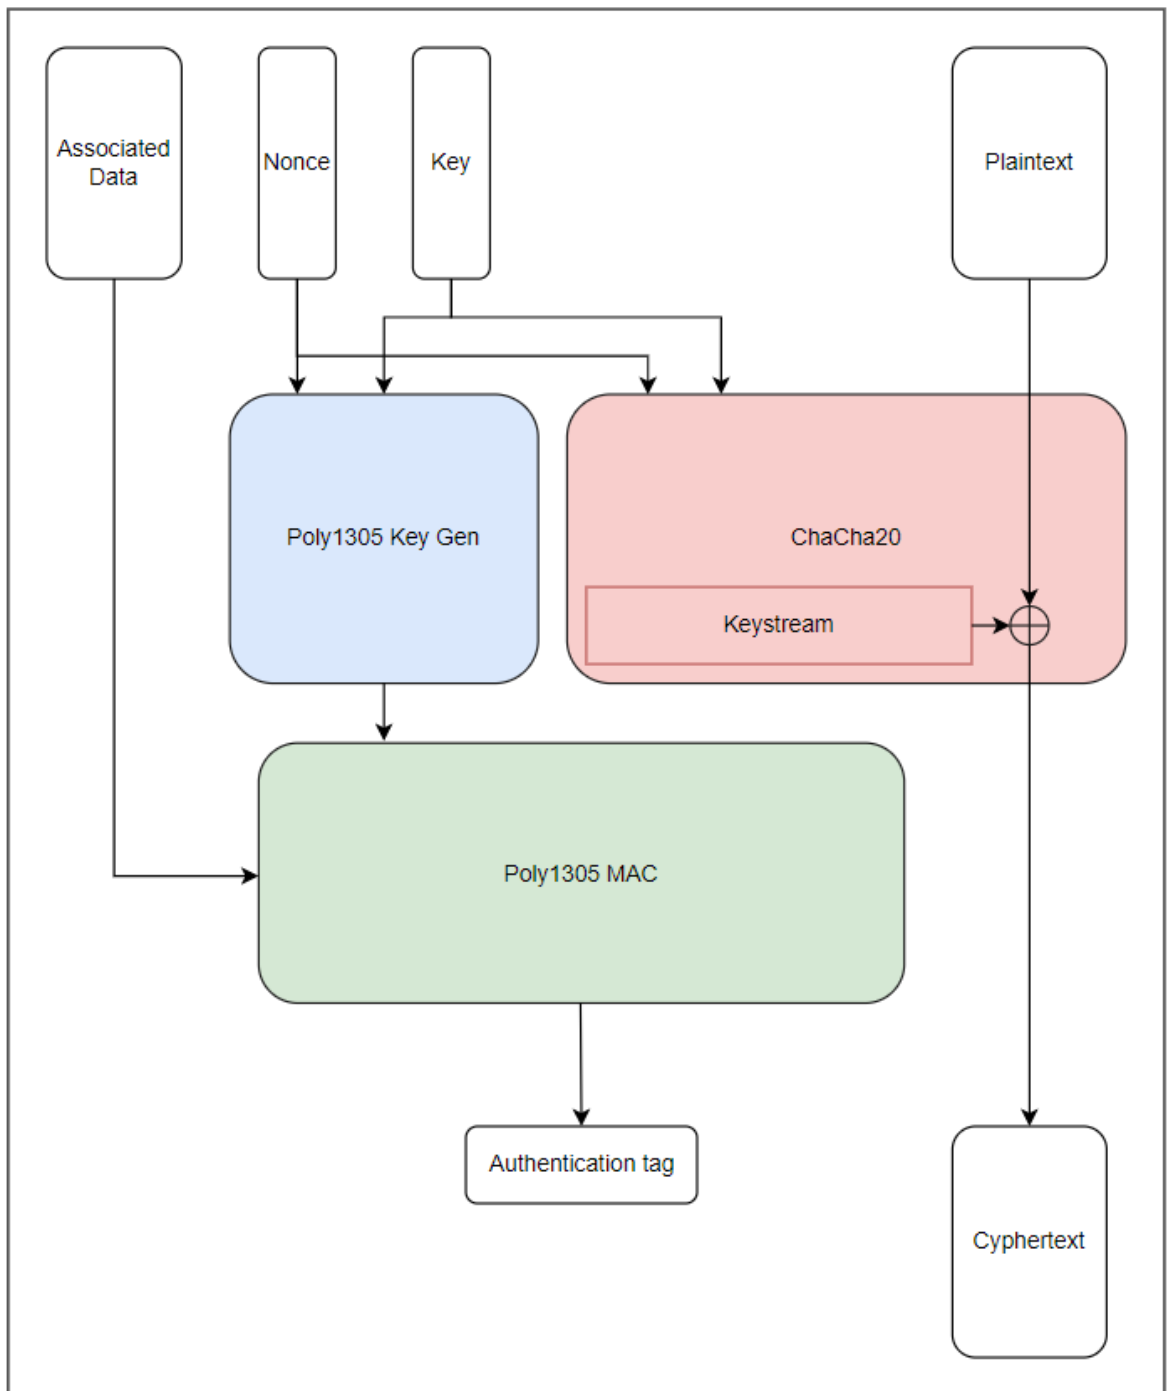 Associated
Data
Nonce
Key
Plaintext
Poly1305 Key Gen
ChaCha20
Keystream
Poly1305 MAC
Authentication tag
Cyphertext